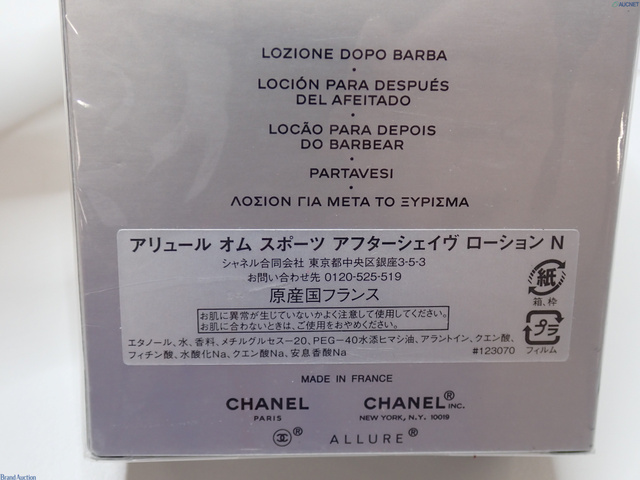 AUCNET
LOZIONE DOPO BARBA
•
LOCIÓN PARA DESPUÉS
DEL AFEITADO
•
LOCÃO PARA DEPOIS
DO BARBEAR
•
PARTAVESI
•
ΛΟΣΙΟΝ ΓΙΑ ΜΕΤΑ ΤΟ ΞΥΡΙΣΜΑ
アリュール オム スポーツ アフターシェイヴ ローション N
シャネル合同会社 東京都中央区銀座3-5-3
お問い合わせ先 0120-525-519
原産国フランス
お肌に異常が生じていないかよく注意して使用してください。
お肌に合わないときは、ご使用をおやめください。
エタノール、水、香料、メチルグルセス-20、PEG-40水添ヒマシ油、アラントイン、クエン酸、
フィチン酸、水酸化Na、クエン酸Na、安息香酸Na
#123070
紙
箱、枠
プラ
フィルム
MADE IN FRANCE
CHANEL
PARIS
CHANEL® INC.
NEW YORK, N.Y. 10019
® ALLURE®
Brand Auction